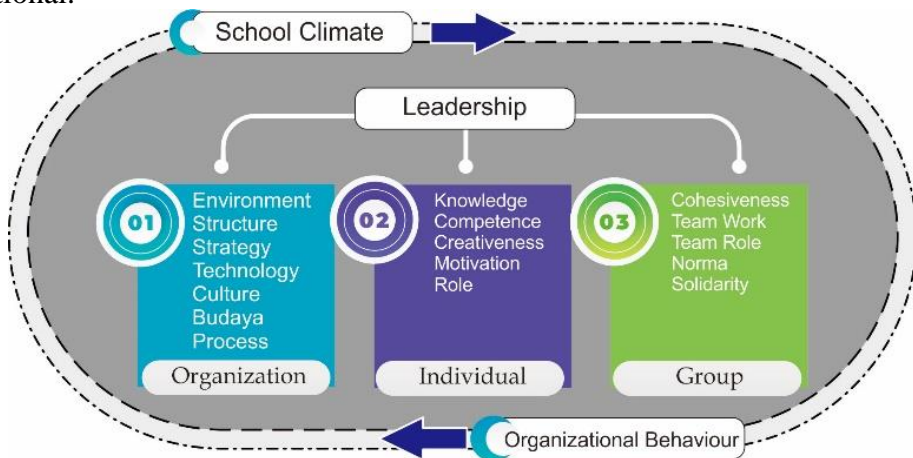 tional.
School Climate
Leadership
01
Environment
Structure
Strategy
Technology
Culture
Budaya
Process
Organization
02
Knowledge
Competence
Creativeness
Motivation
Role
Individual
03
Cohesiveness
Team Work
Team Role
Norma
Solidarity
Group
Organizational Behaviour